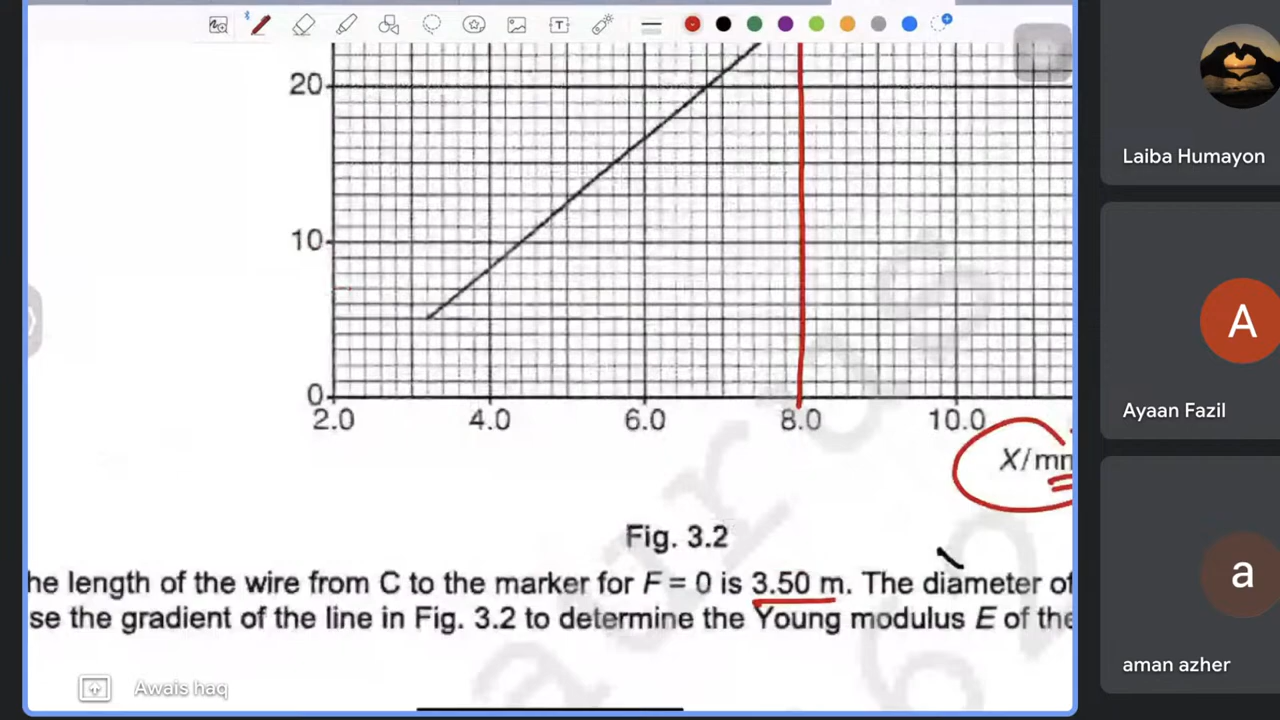 T
20
10
0
2.0 4.0 6.0 8.0 10.0
X/mm
Fig. 3.2
he length of the wire from C to the marker for F = 0 is 3.50 m. The diameter of
se the gradient of the line in Fig. 3.2 to determine the Young modulus E of the
Awais haq
Laiba Humayon
A
Ayaan Fazil
a
aman azher